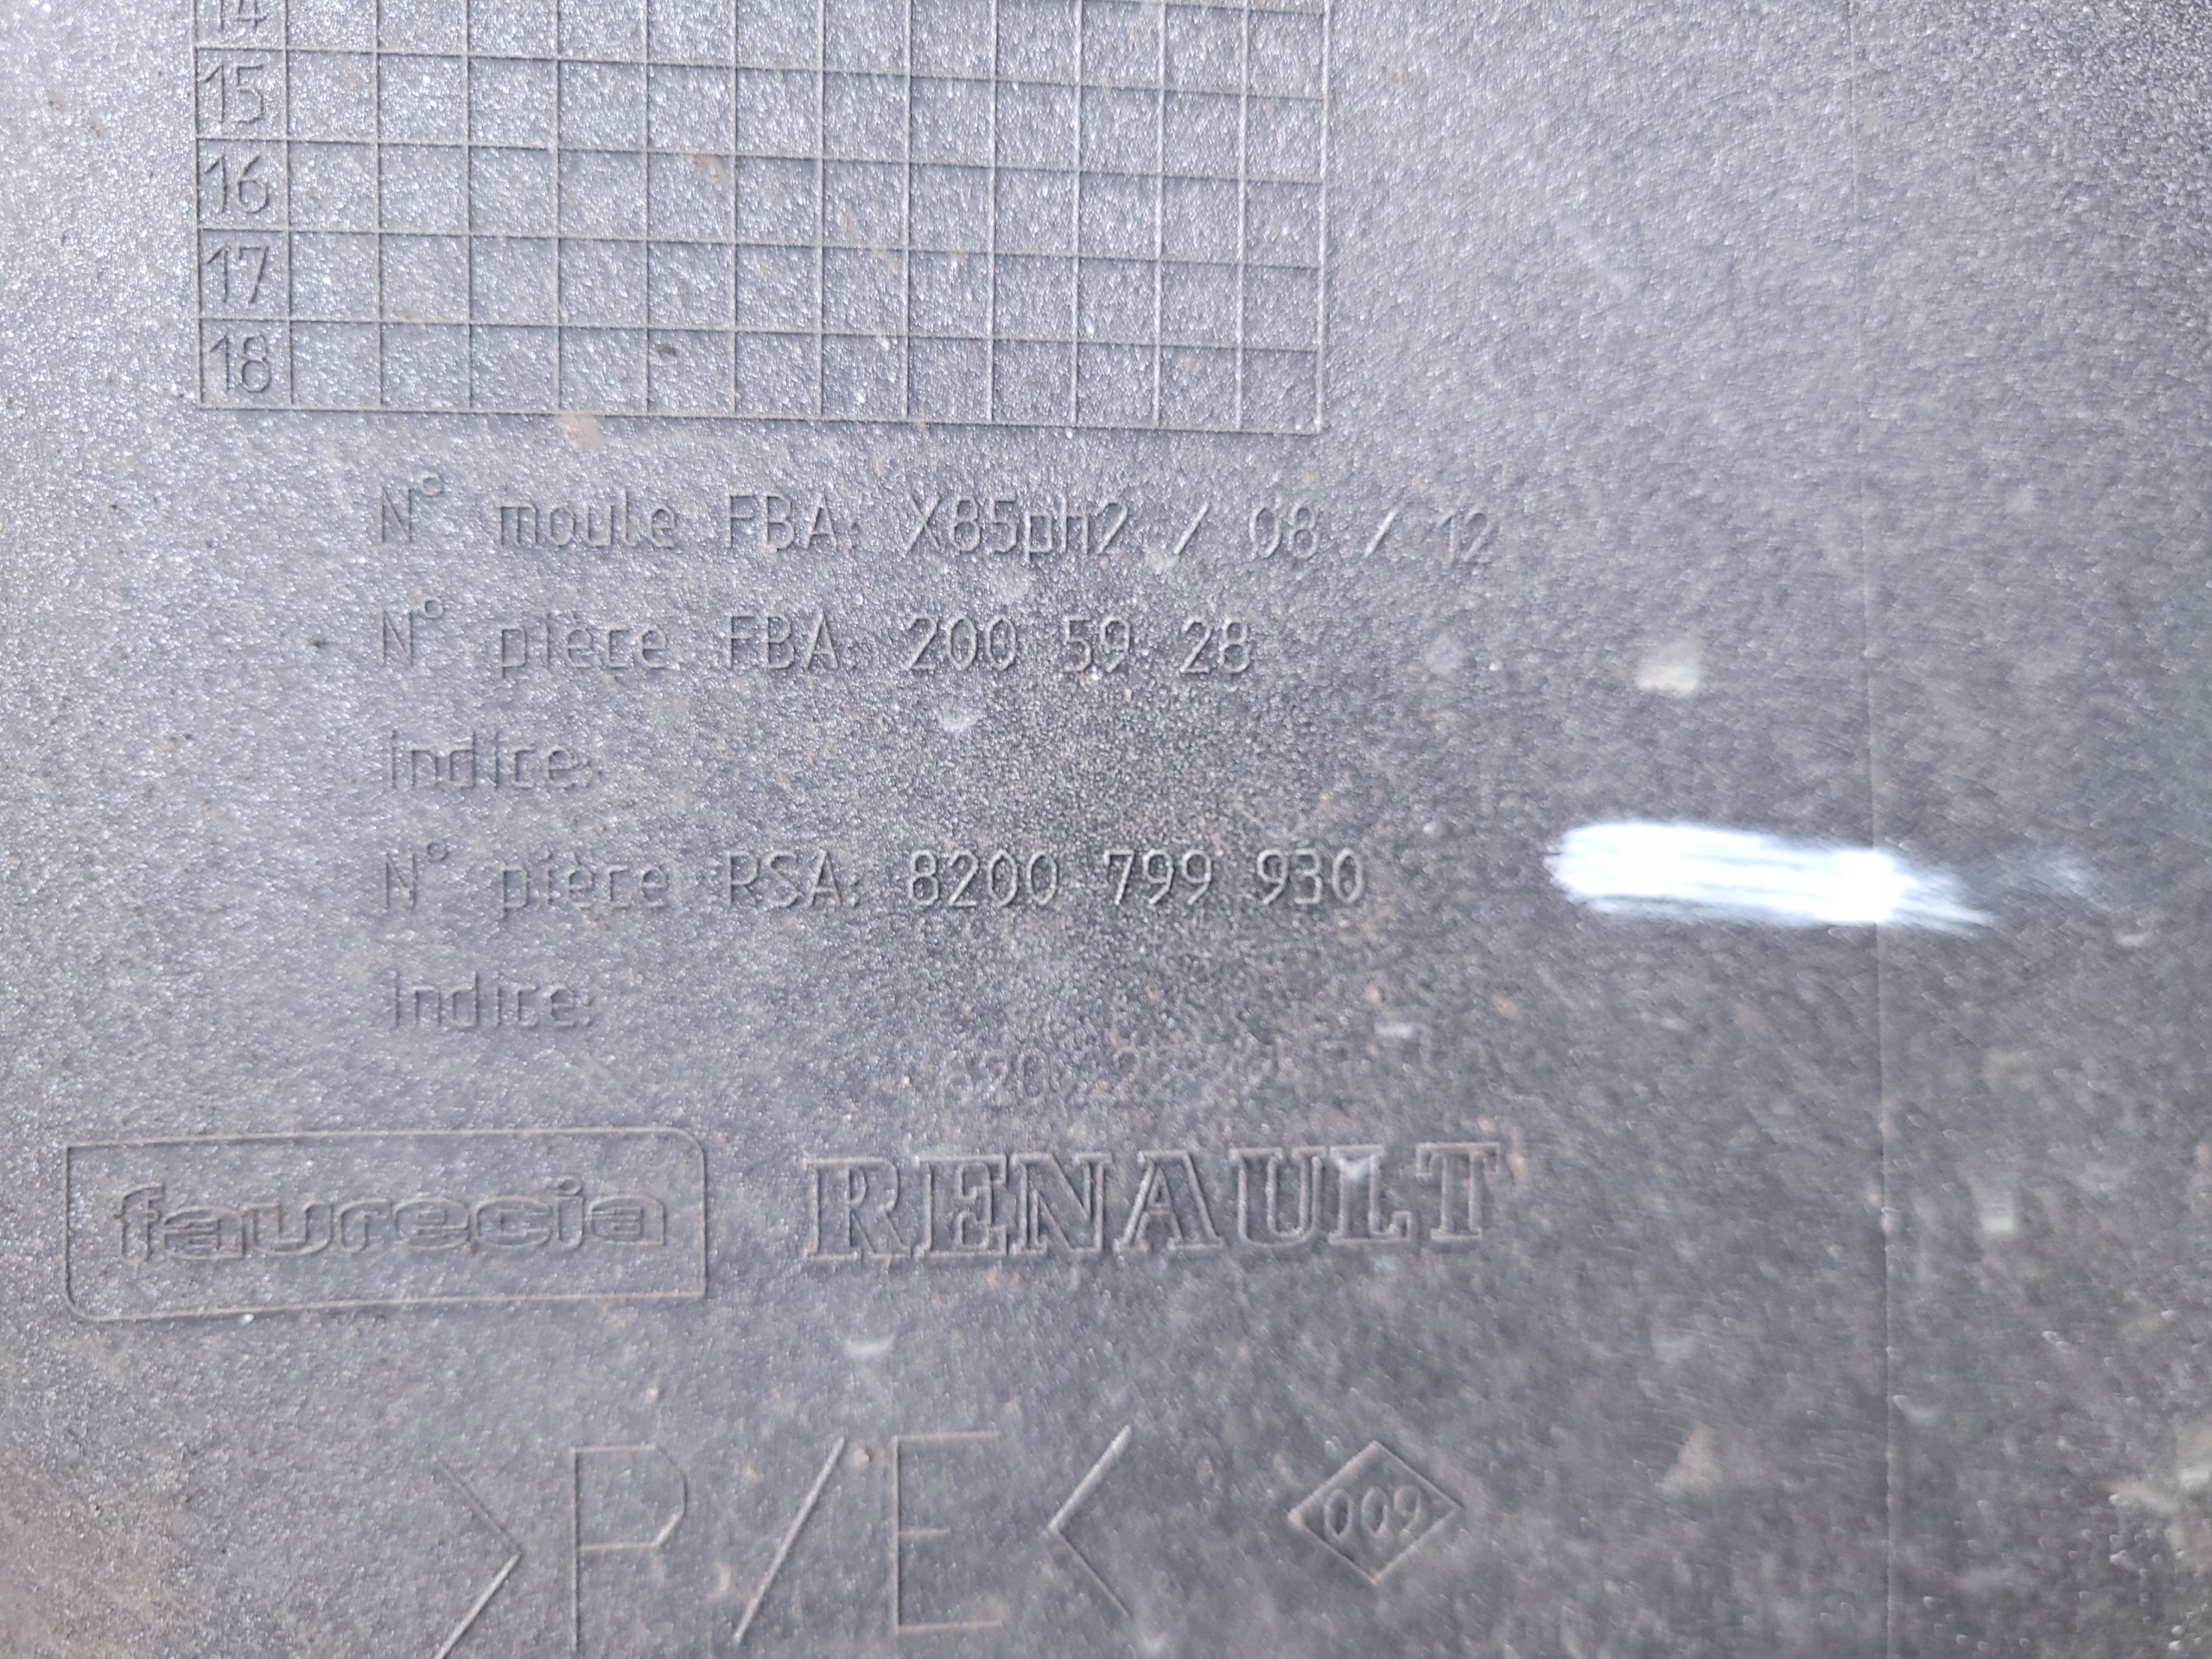 14
15
16
17
18
N° moule FBA: X85ph2 / 08 / 12
N° pièce FBA: 200 59 28
indice:
N° pièce RSA: 8200 799 930
indice:
faurecia
RENAULT
>P/E<
009